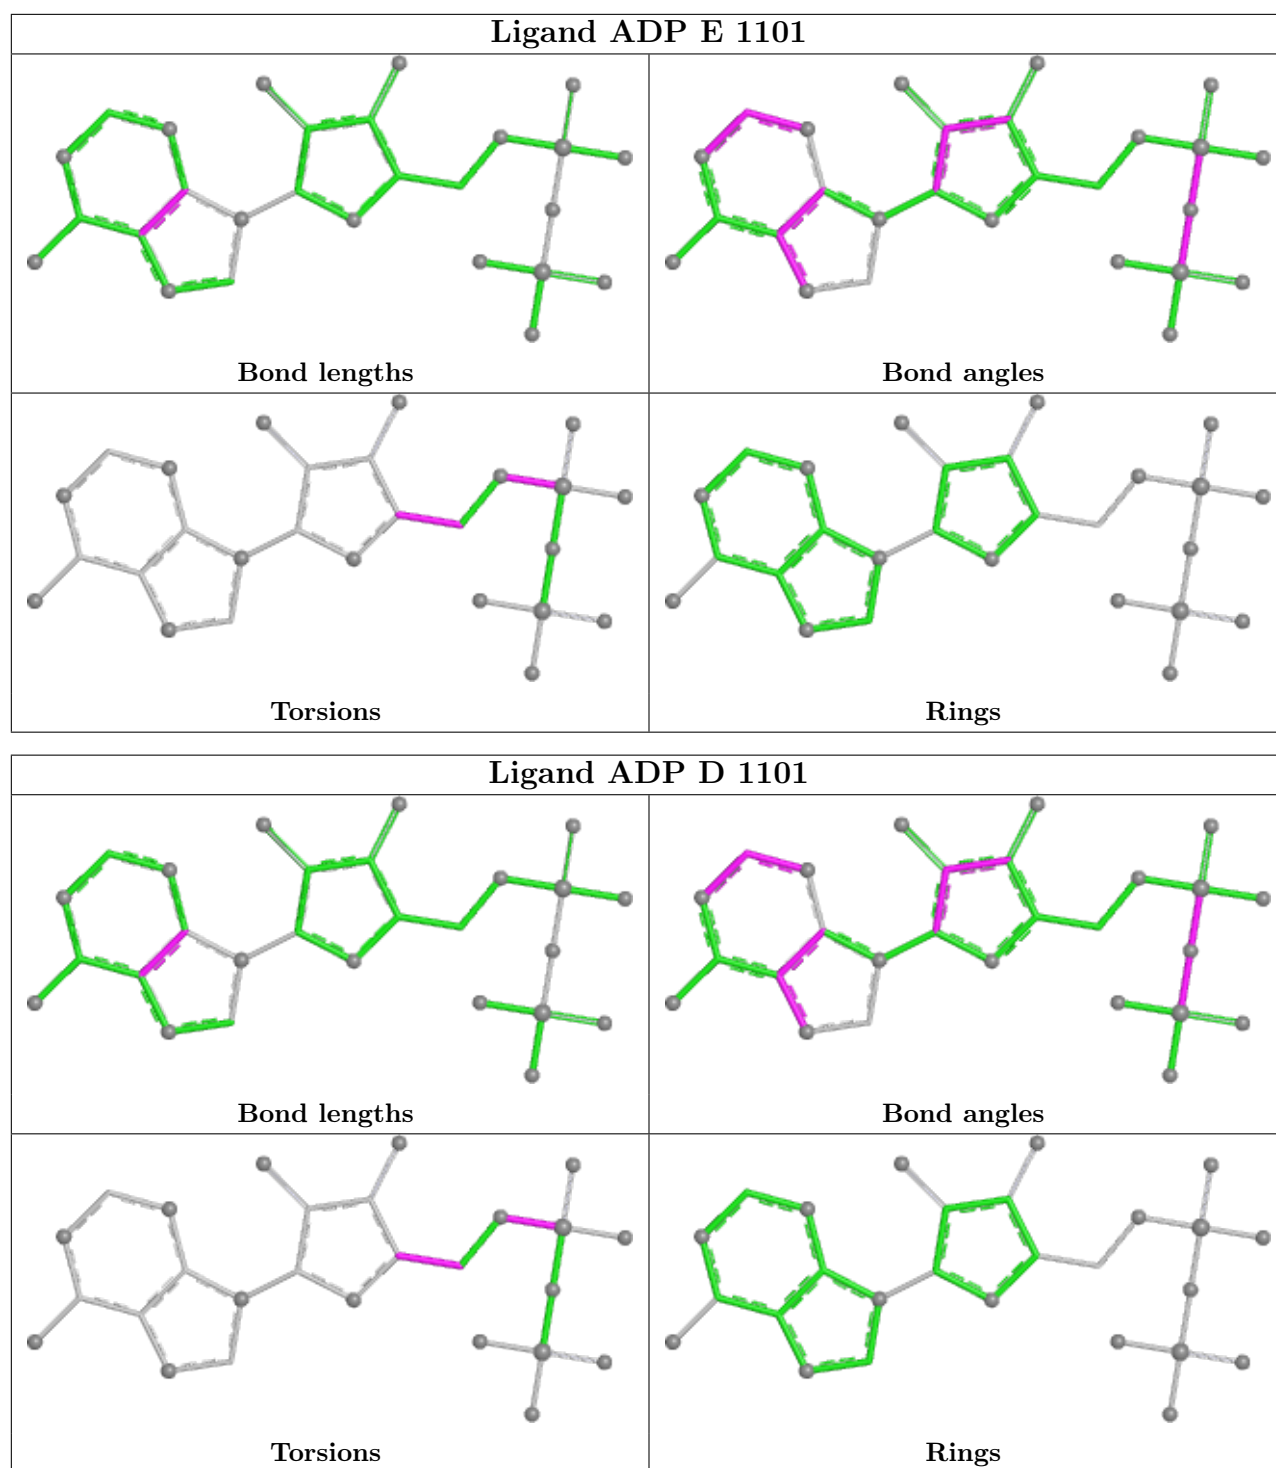 Ligand ADP E 1101
Bond lengths
Bond angles
Torsions
Rings
Ligand ADP D 1101
Bond lengths
Bond angles
Torsions
Rings